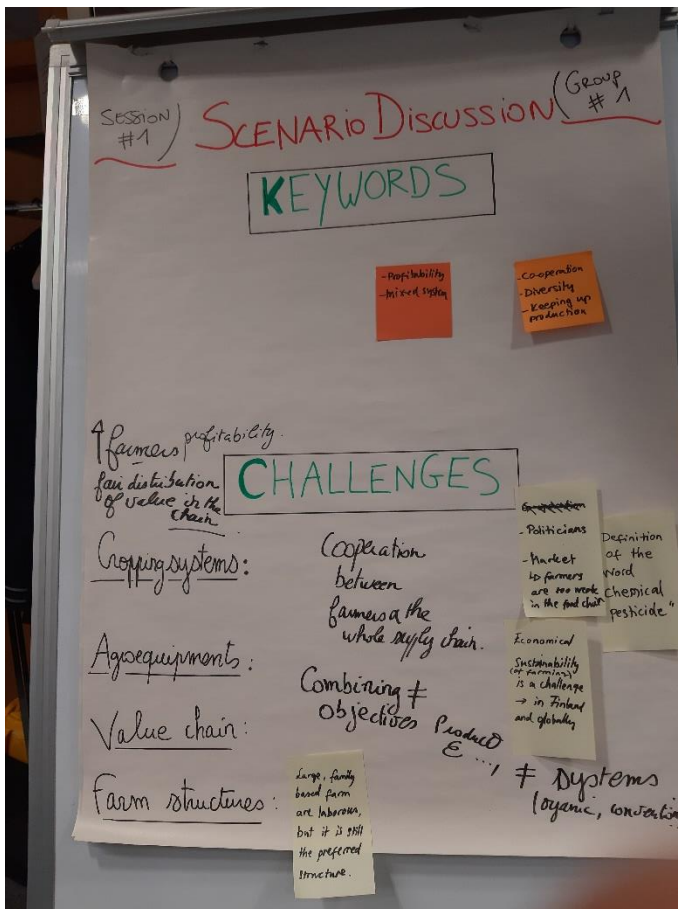 SESSION #1
SCENARIO DISCUSSION
GROUP # 1
KEYWORDS
- Profitability
- mixed system
- Co-operation
- Diversity
- Keeping up
production
↑ farmers profitability.
fair distribution
of value in the
chain
CHALLENGES
Cropping systems:
Cooperation
between
farmers & the
whole supply chain.
- Politicians
- Market
↳ farmers
are too weak
in the food chain
Definition
of the
word
Chemical
pesticide"
Agroequipments:
Combining ≠
objectives
Product
€ ...,
Economical
Sustainability
(of farming)
is a challenge
→ in Finland
and globally
Value chain:
≠ systems
(organic, convention
Farm structures:
Large, family
based farm
are laborous,
but it is still
the preferred
structure.